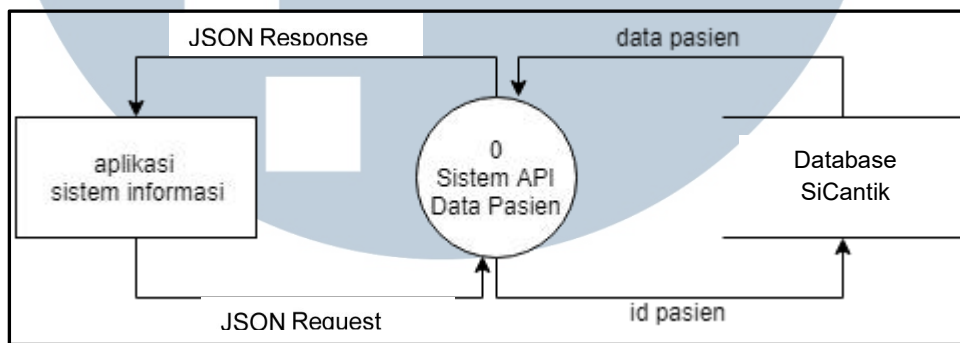 JSON Response
data pasien
aplikasi
sistem informasi
0
Sistem API
Data Pasien
Database
SiCantik
JSON Request
id pasien